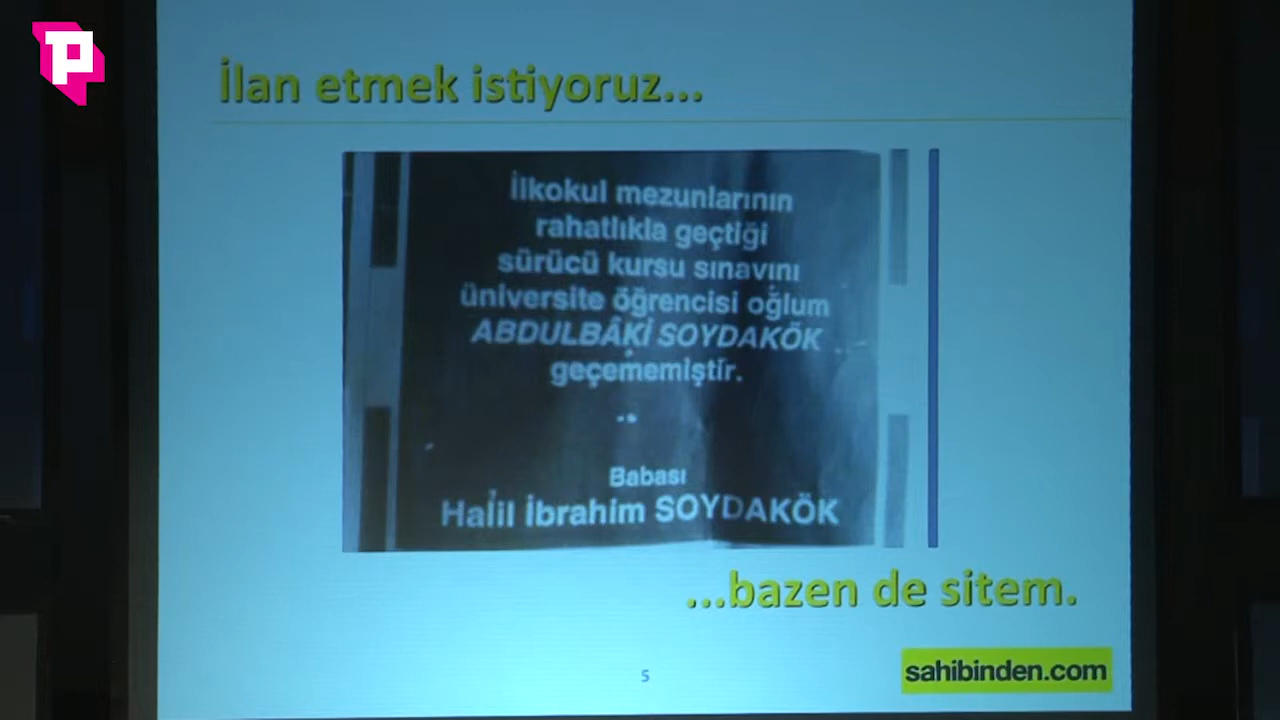 P
İlan etmek istiyoruz...
İlkokul mezunlarının
rahatlıkla geçtiği
sürücü kursu sınavını
üniversite öğrencisi oğlum
ABDULBÂKİ SOYDAKÖK
geçememiştir.
Babası
Halil İbrahim SOYDAKÖK
...bazen de sitem.
5
sahibinden.com